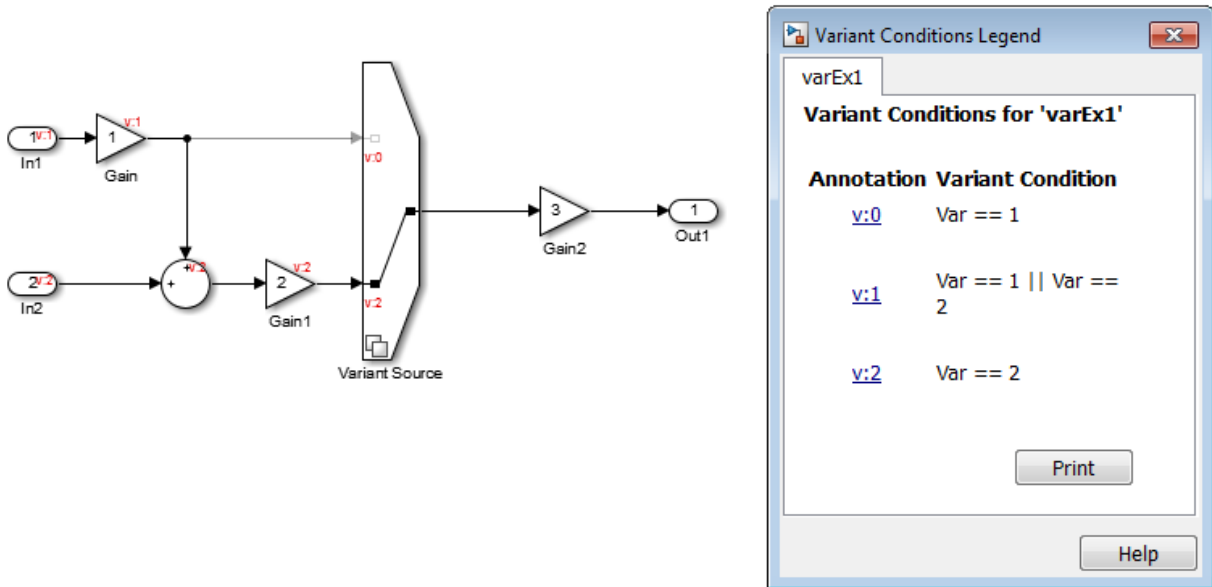 v:1
1
1 v:1
In1
Gain
v:0
v:2
+
+
2 v:2
In2
v:2
2
Gain1
v:2
Variant Source
3
Gain2
1
Out1
Variant Conditions Legend
varEx1
Variant Conditions for 'varEx1'
Annotation Variant Condition
v:0 Var == 1
v:1 Var == 1 || Var ==
2
v:2 Var == 2
Print
Help